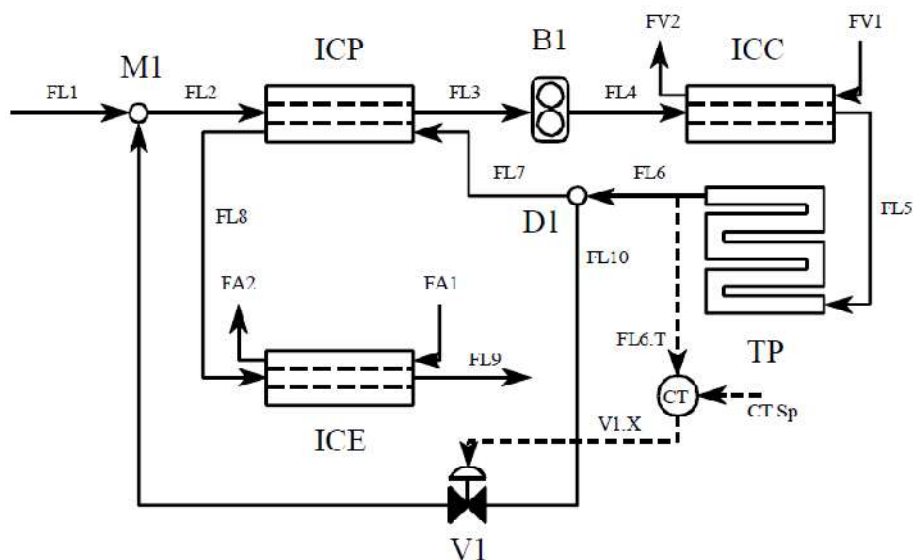 FV2
FV1
B1
ICP
ICC
M1
FL1
FL2
FL3
FL4
FL7
FL6
FL5
D1
FL8
FL10
FA2
FA1
FL6.T
TP
FL9
CT
CT.Sp
V1.X
ICE
V1